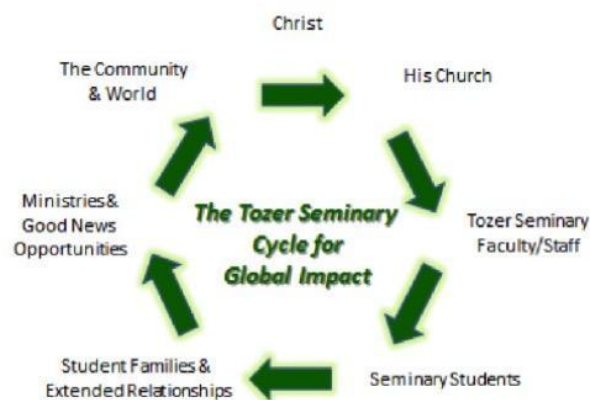 Christ
His Church
Tozer Seminary
Faculty/Staff
Seminary Students
Student Families &
Extended Relationships
Ministries &
Good News
Opportunities
The Community
& World
The Tozer Seminary
Cycle for
Global Impact